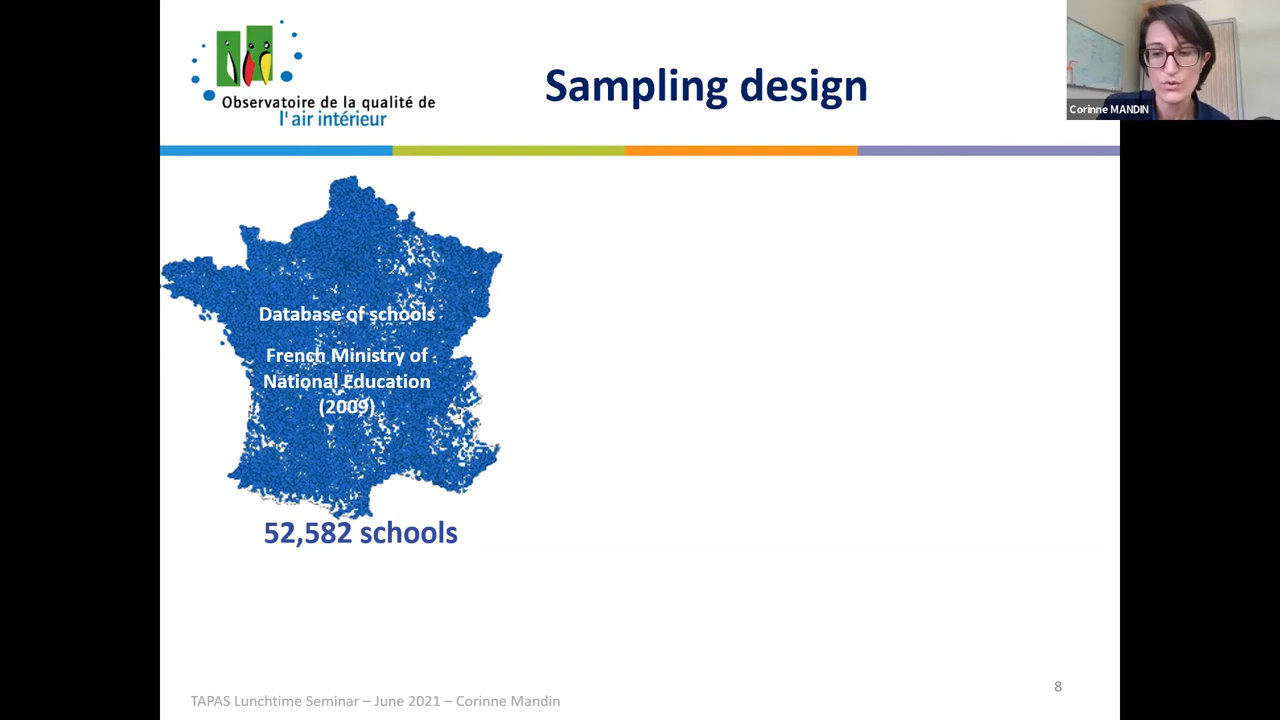 Observatoire de la qualité de
l'air intérieur
Sampling design
Corinne MANDIN
Database of schools
French Ministry of
National Education
(2009)
52,582 schools
TAPAS Lunchtime Seminar – June 2021 – Corinne Mandin
8